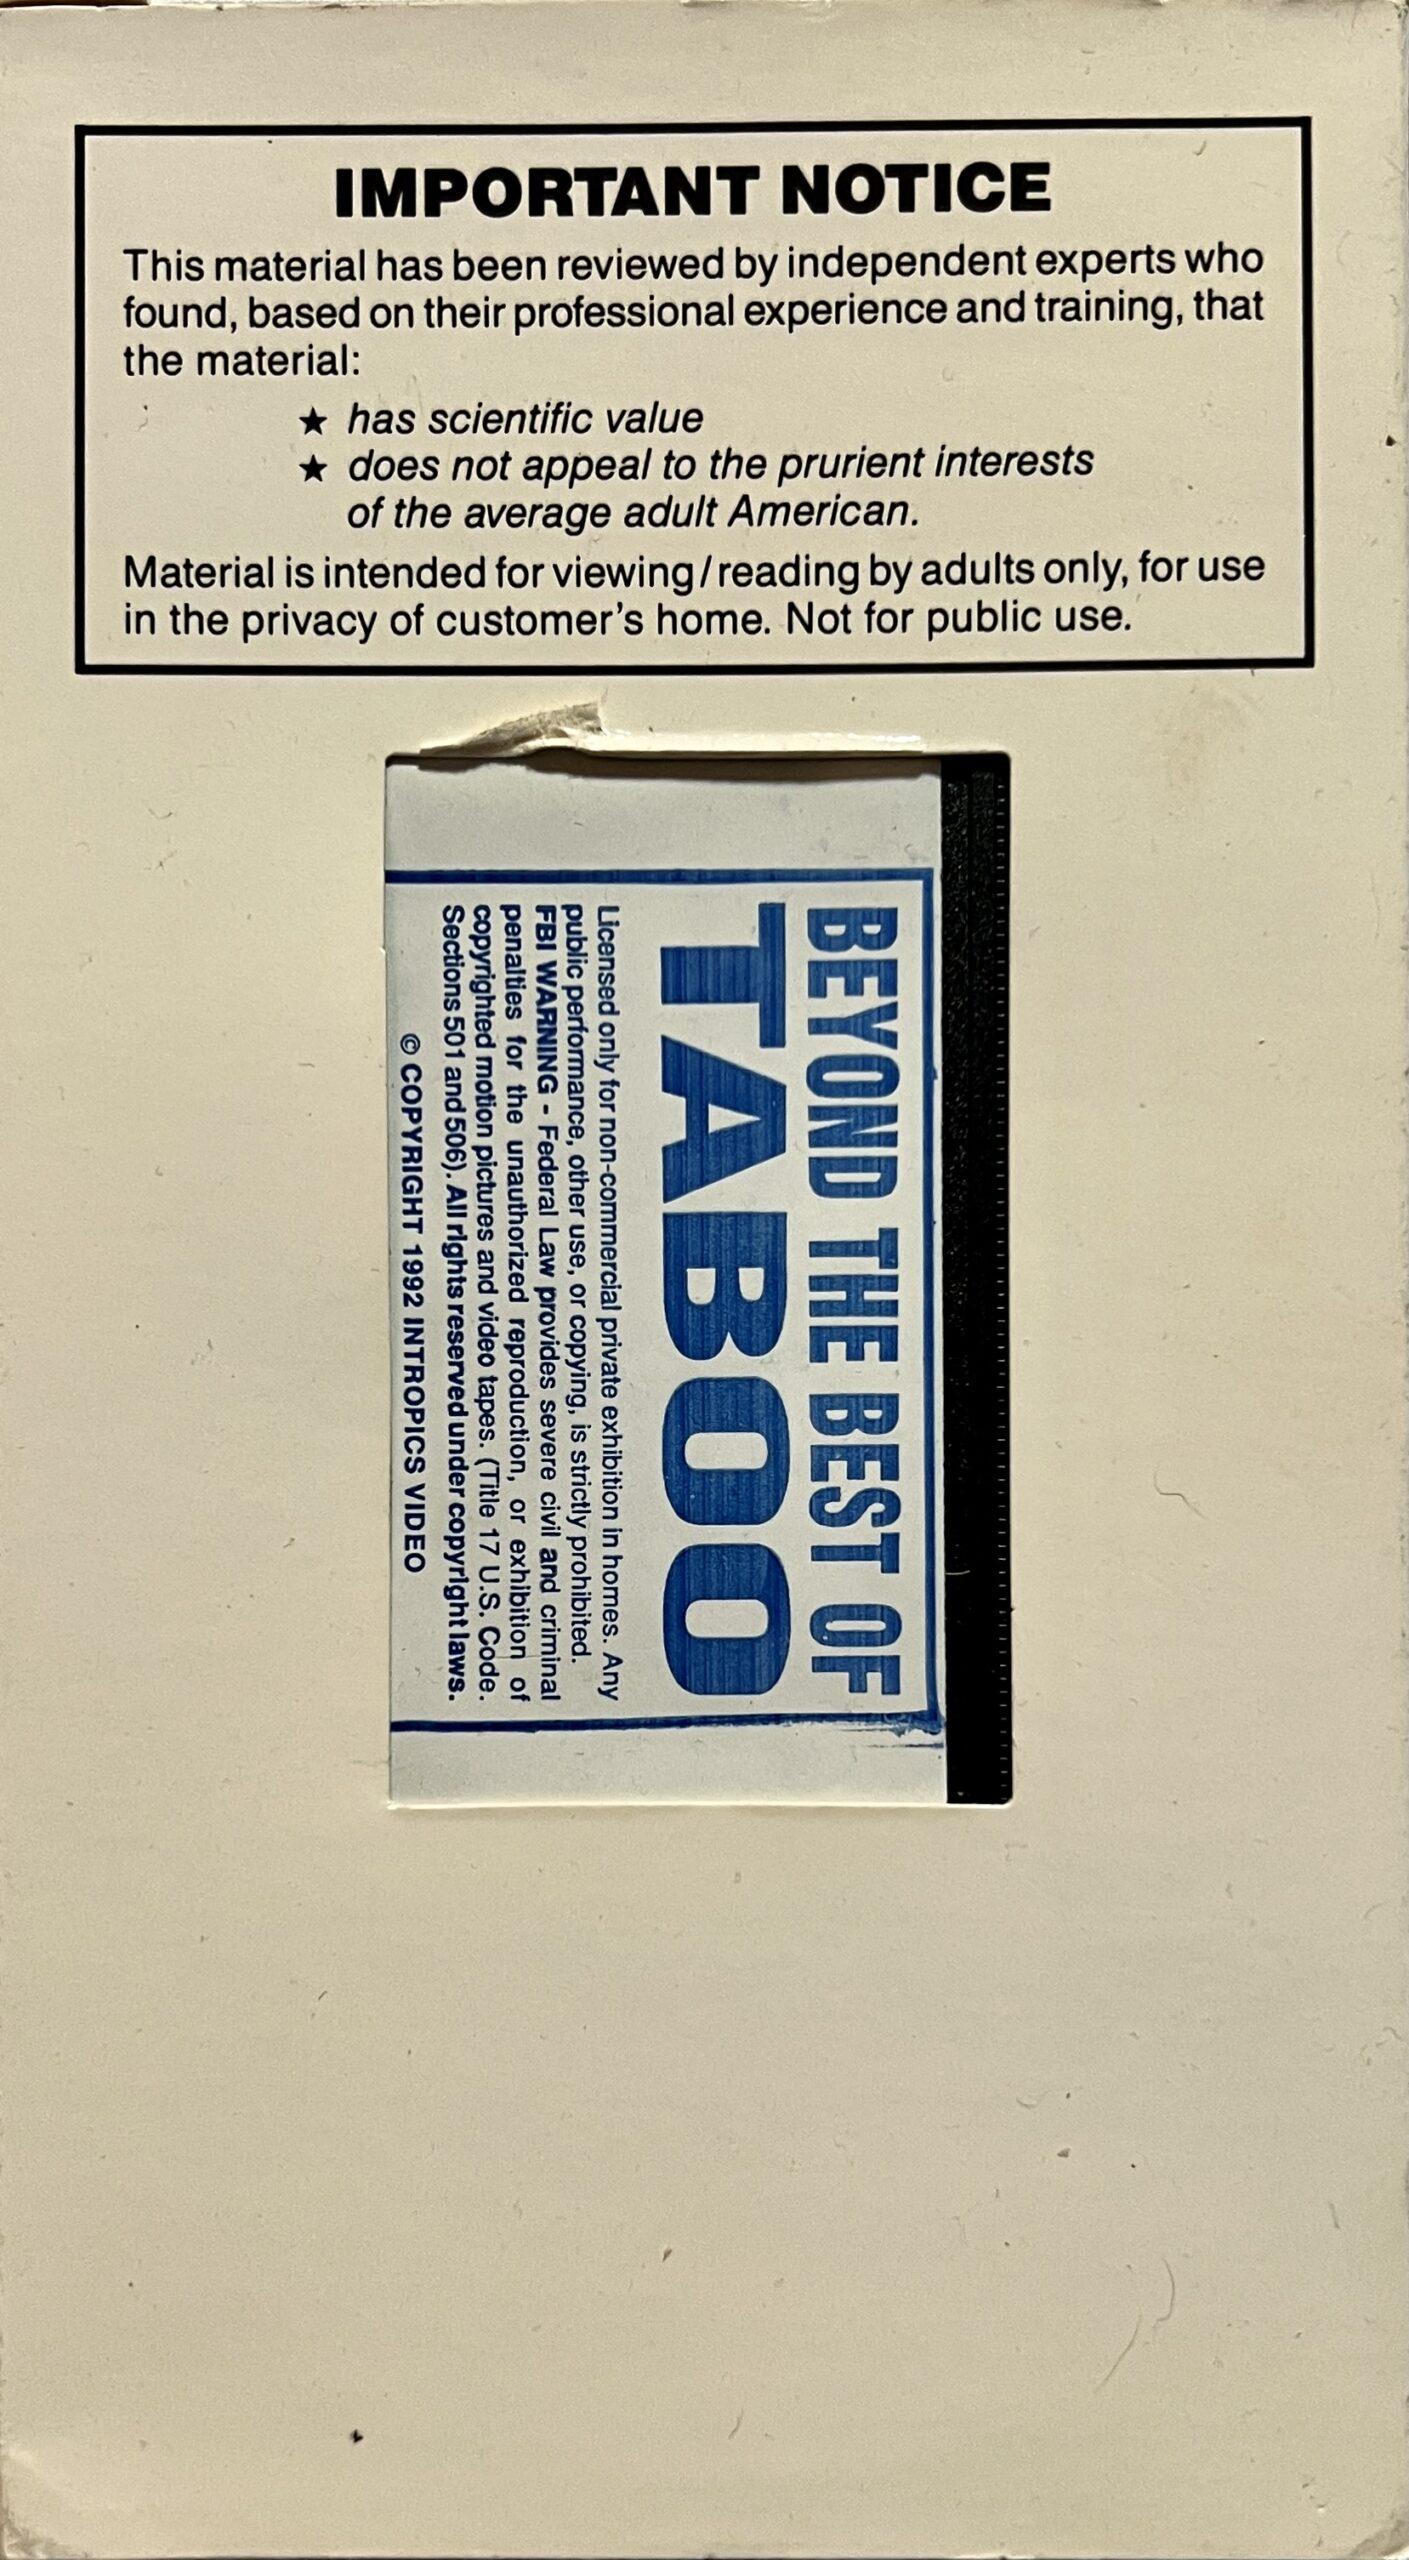 IMPORTANT NOTICE
This material has been reviewed by independent experts who
found, based on their professional experience and training, that
the material:
★ has scientific value
★ does not appeal to the prurient interests
of the average adult American.
Material is intended for viewing/reading by adults only, for use
in the privacy of customer's home. Not for public use.
BEYOND THE BEST OF
TABOO
Licensed only for non-commercial private exhibition in homes. Any
public performance, other use, or copying, is strictly prohibited.
FBI WARNING - Federal Law provides severe civil and criminal
penalties for the unauthorized reproduction, or exhibition of
copyrighted motion pictures and video tapes. (Title 17 U.S. Code.
Sections 501 and 506). All rights reserved under copyright laws.
© COPYRIGHT 1992 INTROPICS VIDEO